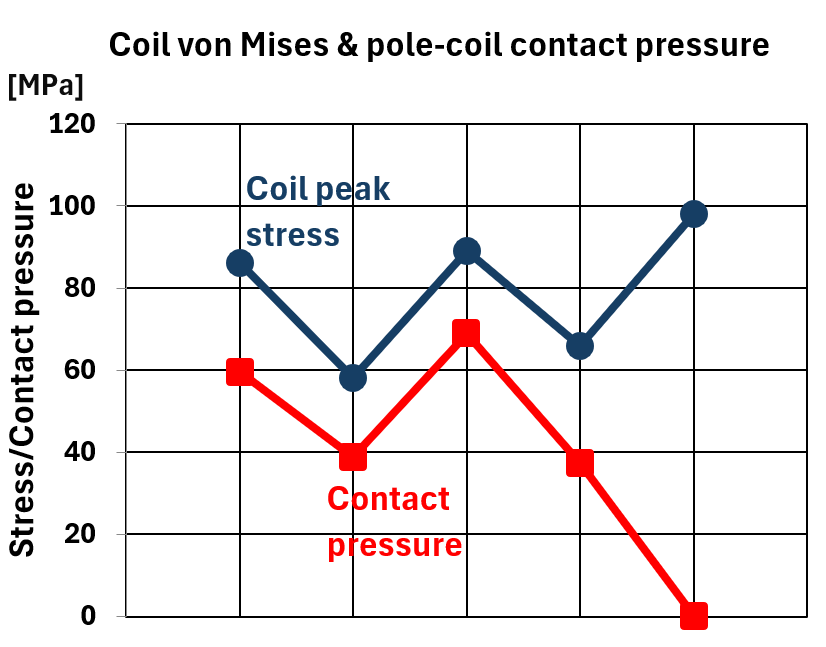 Coil von Mises & pole-coil contact pressure
[MPa]
120
100
80
60
40
20
0
Stress/Contact pressure
Coil peak
stress
Contact
pressure